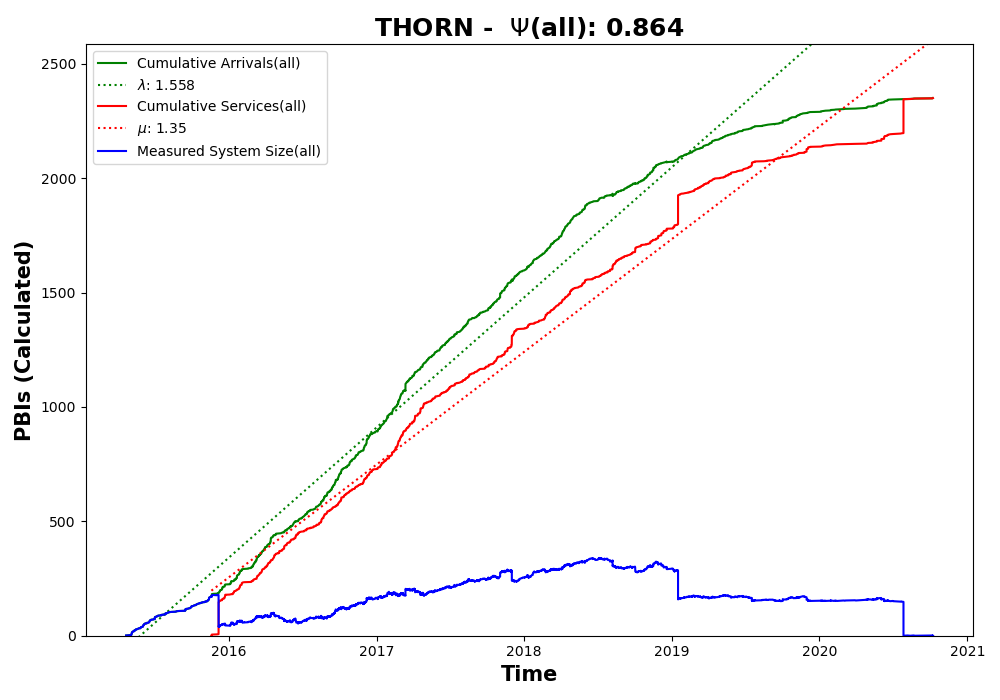 THORN - Ψ(all): 0.864
Cumulative Arrivals(all)
λ: 1.558
Cumulative Services(all)
μ: 1.35
Measured System Size(all)
PBIs (Calculated)
2500
2000
1500
1000
500
0
2016 2017 2018 2019 2020 2021
Time